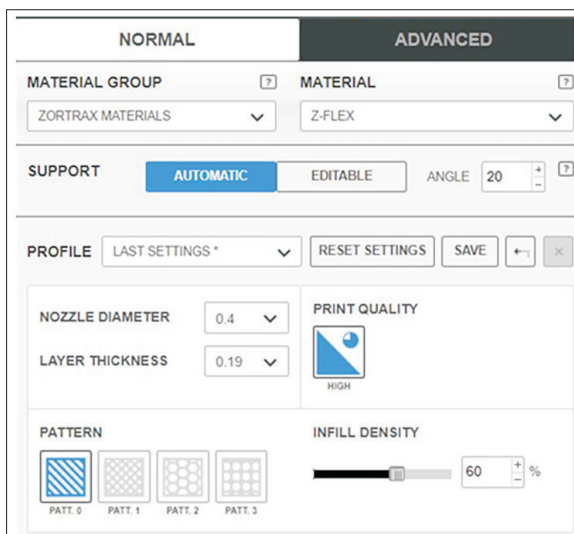 NORMAL ADVANCED
MATERIAL GROUP ? MATERIAL ?
ZORTRAX MATERIALS Z-FLEX
SUPPORT AUTOMATIC EDITABLE ANGLE 20 + - ?
PROFILE LAST SETTINGS * RESET SETTINGS SAVE
NOZZLE DIAMETER 0.4
LAYER THICKNESS 0.19
PRINT QUALITY
HIGH
PATTERN
PATT. 0 PATT. 1 PATT. 2 PATT. 3
INFILL DENSITY
60 + - %